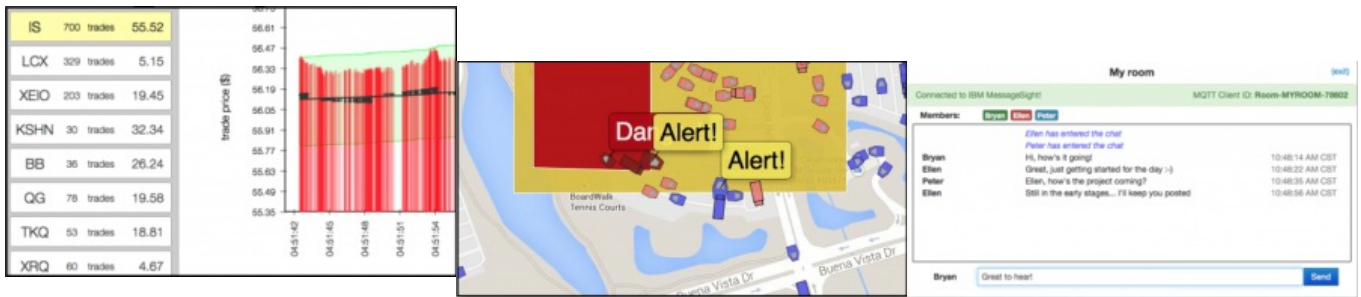 IS 700 trades 55.52
LCX 329 trades 5.15
XEIO 203 trades 19.45
KSHN 30 trades 32.34
BB 36 trades 26.24
QG 78 trades 19.58
TKQ 53 trades 18.81
XRQ 60 trades 4.67
trade price ($)
56.75
56.61
56.47
56.33
56.19
56.05
55.91
55.77
55.63
55.49
55.35
04:51:42
04:51:45
04:51:48
04:51:51
04:51:54
Dan
Alert!
Alert!
BoardWalk
Tennis Courts
Buena Vista Dr
Buena Vista Dr
My room
(exit)
Connected to IBM MessageSight! MQTT Client ID: Room-MYROOM-78602
Members: Bryan Ellen Peter
Ellen has entered the chat
Peter has entered the chat
Bryan Hi, how's it going! 10:48:14 AM CST
Ellen Great, just getting started for the day :-) 10:48:22 AM CST
Peter Ellen, how's the project coming? 10:48:35 AM CST
Ellen Still in the early stages... I'll keep you posted 10:48:56 AM CST
Bryan Great to hear! Send